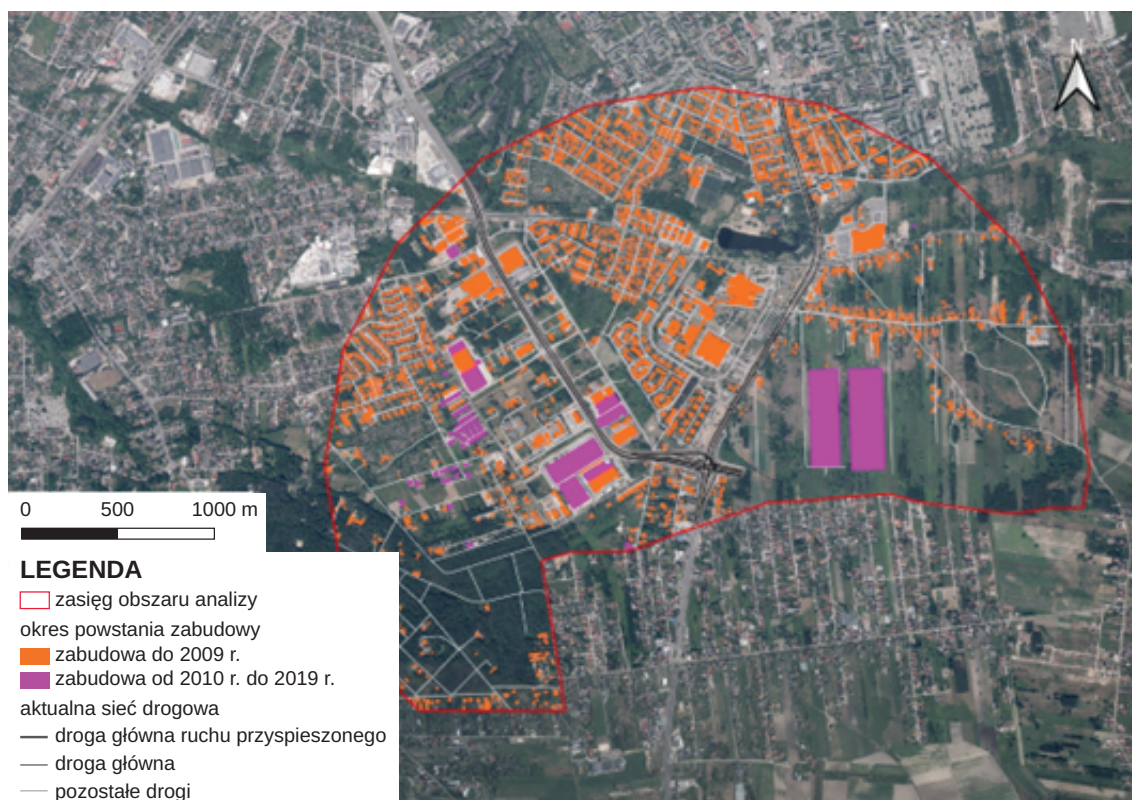 N
0 500 1000 m
LEGENDA
zasięg obszaru analizy
okres powstania zabudowy
zabudowa do 2009 r.
zabudowa od 2010 r. do 2019 r.
aktualna sieć drogowa
droga główna ruchu przyspieszonego
droga główna
pozostałe drogi